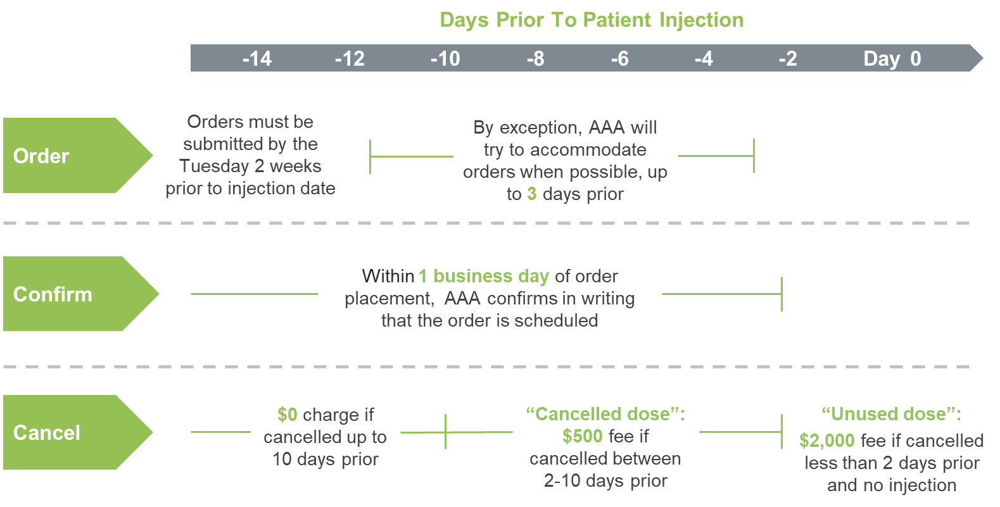 Days Prior To Patient Injection
-14 -12 -10 -8 -6 -4 -2 Day 0
Order
Orders must be
submitted by the
Tuesday 2 weeks
prior to injection date
By exception, AAA will
try to accommodate
orders when possible, up
to 3 days prior
Confirm
Within 1 business day of order
placement, AAA confirms in writing
that the order is scheduled
Cancel
$0 charge if
cancelled up to
10 days prior
“Cancelled dose”:
$500 fee if
cancelled between
2-10 days prior
“Unused dose”:
$2,000 fee if cancelled
less than 2 days prior
and no injection